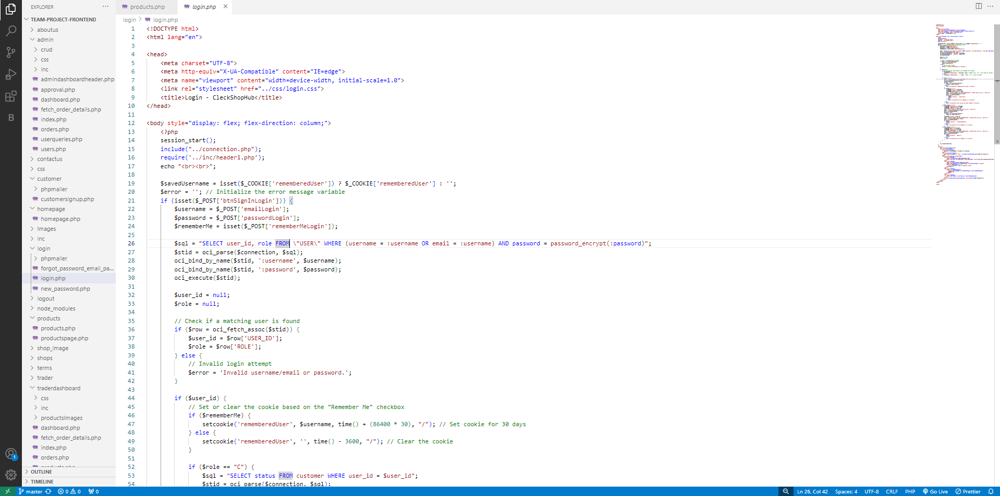 EXPLORER
···
products.php
login.php
TEAM-PROJECT-FRONTEND
aboutus
admin
crud
css
inc
admindashboardheader.php
approval.php
dashboard.php
fetch_order_details.php
index.php
orders.php
userqueries.php
users.php
contactus
css
customer
phpmailer
customersignup.php
homepage
homepage.php
Images
inc
login
phpmailer
forgot_password_email_pa...
login.php
new_password.php
logout
node_modules
products
products.php
productspage.php
shop_image
shops
terms
trader
traderdashboard
css
inc
productsImages
dashboard.php
fetch_order_details.php
index.php
orders.php
OUTLINE
TIMELINE
login > login.php
1 <!DOCTYPE html>
2 <html lang="en">
3
4 <head>
5 <meta charset="UTF-8">
6 <meta http-equiv="X-UA-Compatible" content="IE=edge">
7 <meta name="viewport" content="width=device-width, initial-scale=1.0">
8 <link rel="stylesheet" href="../css/login.css">
9 <title>Login - CleckShopHub</title>
10 </head>
11
12 <body style="display: flex; flex-direction: column;">
13 <?php
14 session_start();
15 include("../connection.php");
16 require('../inc/header1.php');
17 echo "<br><br>";
18
19 $savedUsername = isset($_COOKIE['rememberedUser']) ? $_COOKIE['rememberedUser'] : '';
20 $error = ''; // Initialize the error message variable
21 if (isset($_POST['btnSignInLogin'])) {
22 $username = $_POST['emailLogin'];
23 $password = $_POST['passwordLogin'];
24 $rememberMe = isset($_POST['rememberMeLogin']);
25
26 $sql = "SELECT user_id, role FROM \"USER\" WHERE (username = :username OR email = :username) AND password = password_encrypt(:password)";
27 $stid = oci_parse($connection, $sql);
28 oci_bind_by_name($stid, ':username', $username);
29 oci_bind_by_name($stid, ':password', $password);
30 oci_execute($stid);
31
32 $user_id = null;
33 $role = null;
34
35 // Check if a matching user is found
36 if ($row = oci_fetch_assoc($stid)) {
37 $user_id = $row['USER_ID'];
38 $role = $row['ROLE'];
39 } else {
40 // Invalid login attempt
41 $error = 'Invalid username/email or password.';
42 }
43
44 if ($user_id) {
45 // Set or clear the cookie based on the "Remember Me" checkbox
46 if ($rememberMe) {
47 setcookie('rememberedUser', $username, time() + (86400 * 30), "/"); // Set cookie for 30 days
48 } else {
49 setcookie('rememberedUser', '', time() - 3600, "/"); // Clear the cookie
50 }
51
52 if ($role == "C") {
53 $sql = "SELECT status FROM customer WHERE user_id = $user_id";
54 $stid = oci_parse($connection, $sql);
B
1
master
0 0
0
Ln 26, Col 42
Spaces: 4
UTF-8
CRLF
PHP
Go Live
Prettier